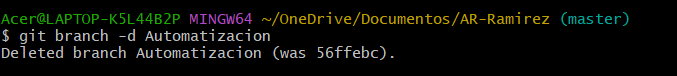 Acer@LAPTOP-K5L44B2P MINGW64 ~/OneDrive/Documentos/AR-Ramirez (master)
$ git branch -d Automatizacion
Deleted branch Automatizacion (was 56ffebc).